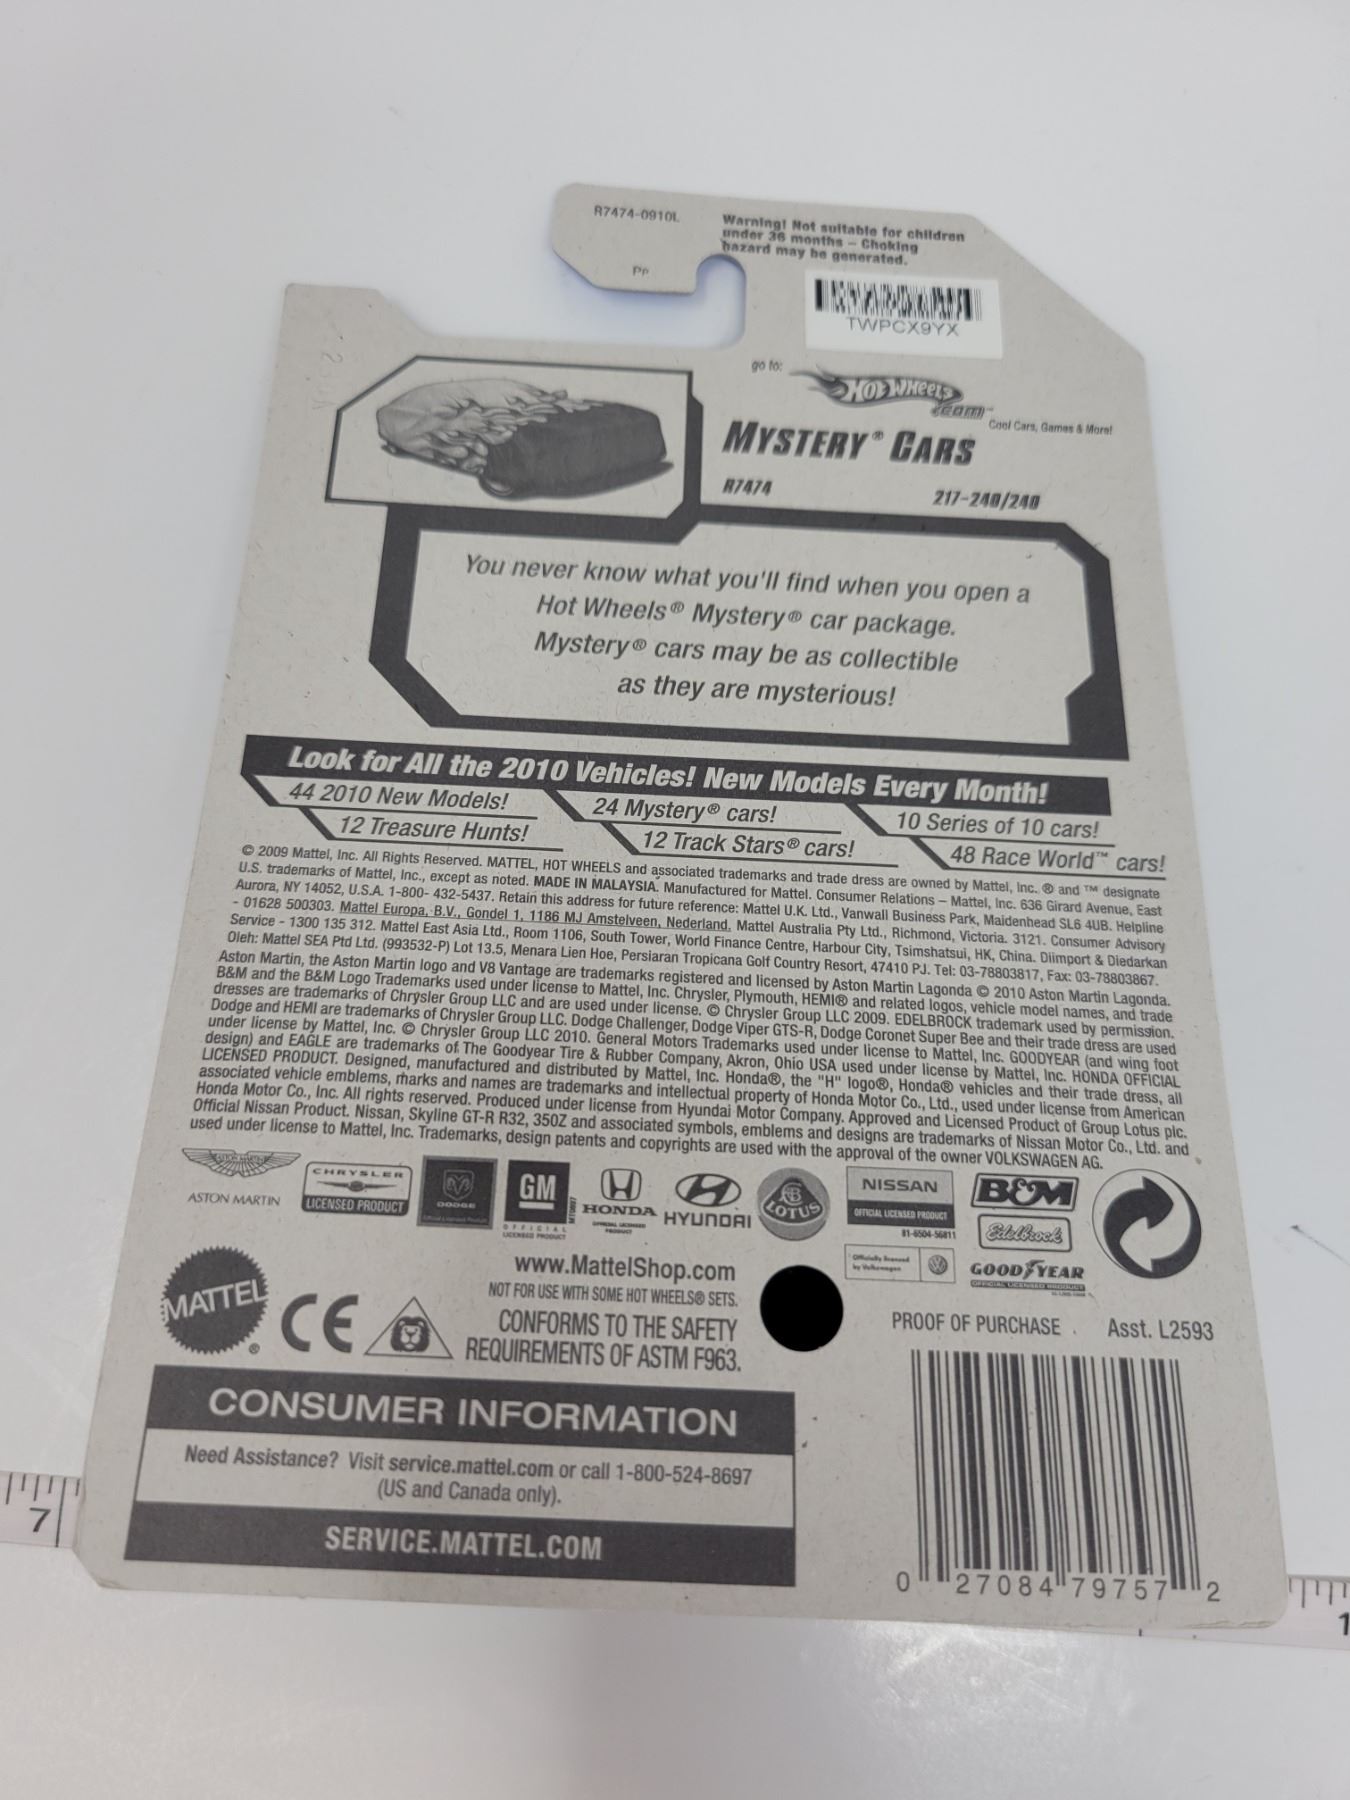 R7474-0910L
Warning! Not suitable for children
under 36 months – Choking
hazard may be generated.
Pp
TWPCX9YX
go to:
HOT WHEELS
.com™
Cool Cars, Games & More!
MYSTERY® CARS
R7474
217-240/240
You never know what you'll find when you open a
Hot Wheels® Mystery® car package.
Mystery® cars may be as collectible
as they are mysterious!
Look for All the 2010 Vehicles! New Models Every Month!
44 2010 New Models!
24 Mystery® cars!
10 Series of 10 cars!
12 Treasure Hunts!
12 Track Stars® cars!
48 Race World™ cars!
© 2009 Mattel, Inc. All Rights Reserved. MATTEL, HOT WHEELS and associated trademarks and trade dress are owned by Mattel, Inc. ® and ™ designate
U.S. trademarks of Mattel, Inc., except as noted. MADE IN MALAYSIA. Manufactured for Mattel. Consumer Relations – Mattel, Inc. 636 Girard Avenue, East
Aurora, NY 14052, U.S.A. 1-800- 432-5437. Retain this address for future reference: Mattel U.K. Ltd., Vanwall Business Park, Maidenhead SL6 4UB. Helpline
- 01628 500303. Mattel Europa, B.V., Gondel 1, 1186 MJ Amstelveen, Nederland. Mattel Australia Pty Ltd., Richmond, Victoria. 3121. Consumer Advisory
Service - 1300 135 312. Mattel East Asia Ltd., Room 1106, South Tower, World Finance Centre, Harbour City, Tsimshatsui, HK, China. Diimport & Diedarkan
Oleh: Mattel SEA Ptd Ltd. (993532-P) Lot 13.5, Menara Lien Hoe, Persiaran Tropicana Golf Country Resort, 47410 PJ. Tel: 03-78803817, Fax: 03-78803867.
Aston Martin, the Aston Martin logo and V8 Vantage are trademarks registered and licensed by Aston Martin Lagonda © 2010 Aston Martin Lagonda.
B&M and the B&M Logo Trademarks used under license to Mattel, Inc. Chrysler, Plymouth, HEMI® and related logos, vehicle model names, and trade
dresses are trademarks of Chrysler Group LLC and are used under license. © Chrysler Group LLC 2009. EDELBROCK trademark used by permission.
Dodge and HEMI are trademarks of Chrysler Group LLC. Dodge Challenger, Dodge Viper GTS-R, Dodge Coronet Super Bee and their trade dress are used
under license by Mattel, Inc. © Chrysler Group LLC 2010. General Motors Trademarks used under license to Mattel, Inc. GOODYEAR (and wing foot
design) and EAGLE are trademarks of The Goodyear Tire & Rubber Company, Akron, Ohio USA used under license by Mattel, Inc. HONDA OFFICIAL
LICENSED PRODUCT. Designed, manufactured and distributed by Mattel, Inc. Honda®, the "H" logo®, Honda® vehicles and their trade dress, all
associated vehicle emblems, marks and names are trademarks and intellectual property of Honda Motor Co., Ltd., used under license from American
Honda Motor Co., Inc. All rights reserved. Produced under license from Hyundai Motor Company. Approved and Licensed Product of Group Lotus plc.
Official Nissan Product. Nissan, Skyline GT-R R32, 350Z and associated symbols, emblems and designs are trademarks of Nissan Motor Co., Ltd. and
used under license to Mattel, Inc. Trademarks, design patents and copyrights are used with the approval of the owner VOLKSWAGEN AG.
ASTON MARTIN
ASTON MARTIN
CHRYSLER
LICENSED PRODUCT
DODGE
Official Licensed Product
GM
OFFICIAL
LICENSED PRODUCT
HONDA
OFFICIAL LICENSED
PRODUCT
HYUNDAI
LOTUS
NISSAN
OFFICIAL LICENSED PRODUCT
81-6504-56811
B&M
Edelbrock
Officially licensed
by Volkswagen
GOODYEAR
OFFICIAL LICENSED PRODUCT
MATTEL®
CE
www.MattelShop.com
NOT FOR USE WITH SOME HOT WHEELS® SETS.
CONFORMS TO THE SAFETY
REQUIREMENTS OF ASTM F963.
PROOF OF PURCHASE
Asst. L2593
CONSUMER INFORMATION
Need Assistance? Visit service.mattel.com or call 1-800-524-8697
(US and Canada only).
SERVICE.MATTEL.COM
0 27084 79757 2
7
1